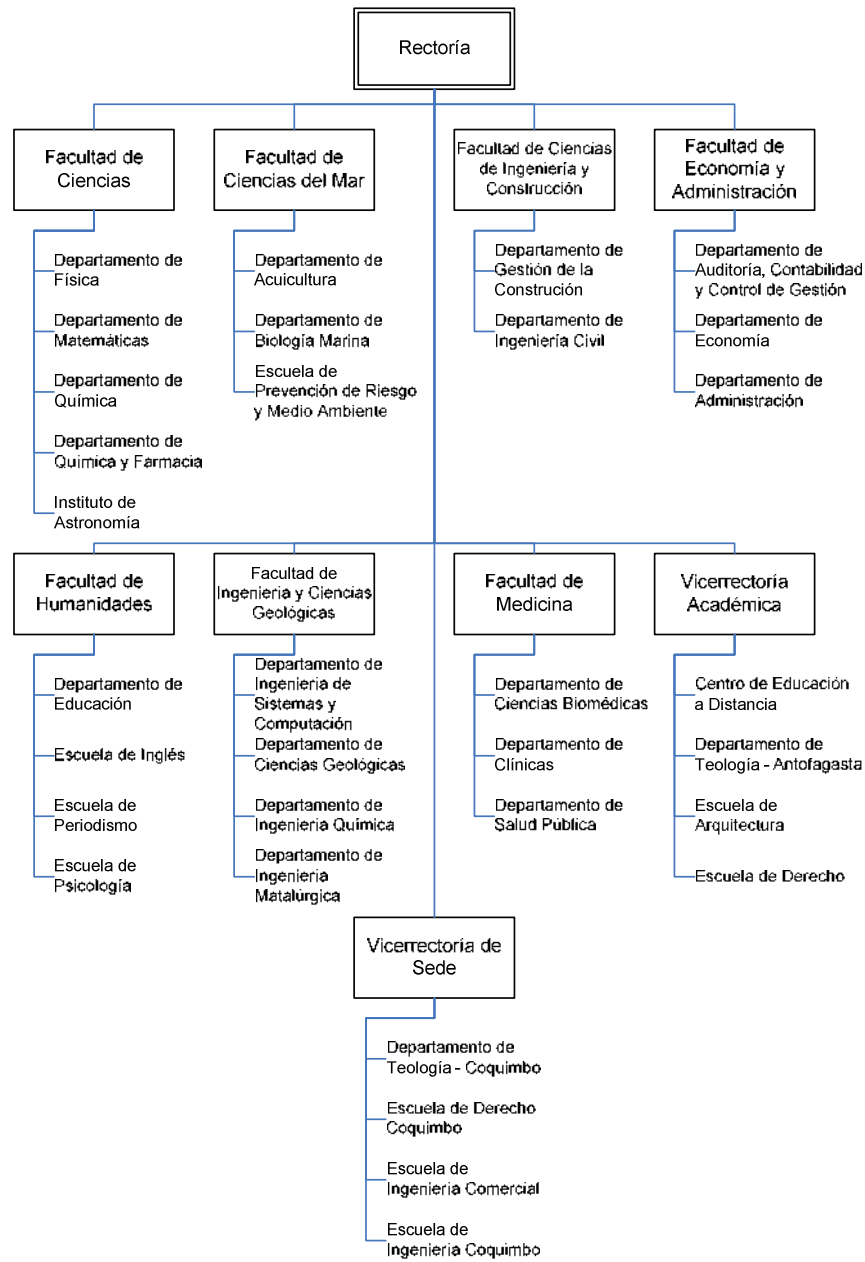 Rectoría
Facultad de
Ciencias
Departamento de
Física
Departamento de
Matemáticas
Departamento de
Química
Departamento de
Quimica y Farmacia
Instituto de
Astronomía
Facultad de
Ciencias del Mar
Departamento de
Acuicultura
Departamento de
Biología Marina
Escuela de
Prevención de Riesgo
y Medio Ambiente
Facultad de Ciencias
de Ingeniería y
Construcción
Departamento de
Gestión de la
Construción
Departamento de
Ingeniería Civil
Facultad de
Economía y
Administración
Departamento de
Auditoría, Contabilidad
y Control de Gestión
Departamento de
Economía
Departamento de
Administración
Facultad de
Humanidades
Departamento de
Educación
Escuela de Inglés
Escuela de
Periodismo
Escuela de
Psicología
Facultad de
Ingenieria y Ciencias
Geológicas
Departamento de
Ingenieria de
Sistemas y
Computación
Departamento de
Ciencias Geológicas
Departamento de
Ingenieria Química
Departamento de
Ingenieria
Matalúrgica
Facultad de
Medicina
Departamento de
Ciencias Biomédicas
Departamento de
Clínicas
Departamento de
Salud Pública
Vicerrectoría
Académica
Centro de Educación
a Distancia
Departamento de
Teología - Antofagasta
Escuela de
Arquitectura
Escuela de Derecho
Vicerrectoría de
Sede
Departamento de
Teología - Coquimbo
Escuela de Derecho
Coquimbo
Escuela de
Ingenieria Comercial
Escuela de
Ingenieria Coquimbo